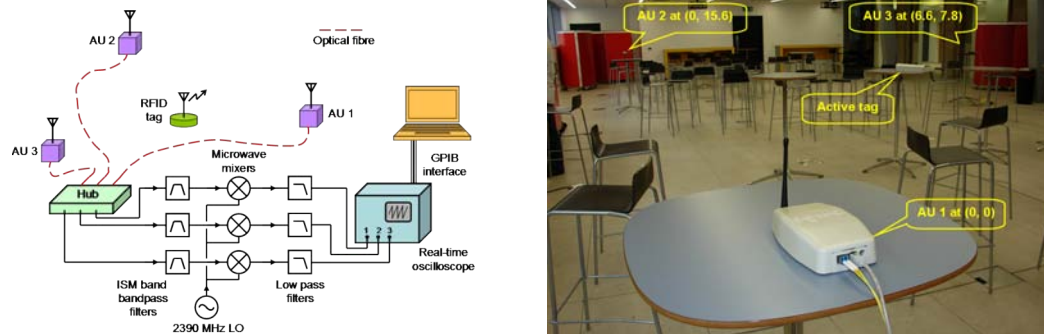 AU 2
Optical fibre
RFID
tag
AU 1
AU 3
Hub
Microwave
mixers
GPIB
interface
1 2 3
Real-time
oscilloscope
ISM band
bandpass
filters
Low pass
filters
2390 MHz LO
AU 2 at (0, 15.6)
AU 3 at (6.6, 7.8)
Active tag
AU 1 at (0, 0)